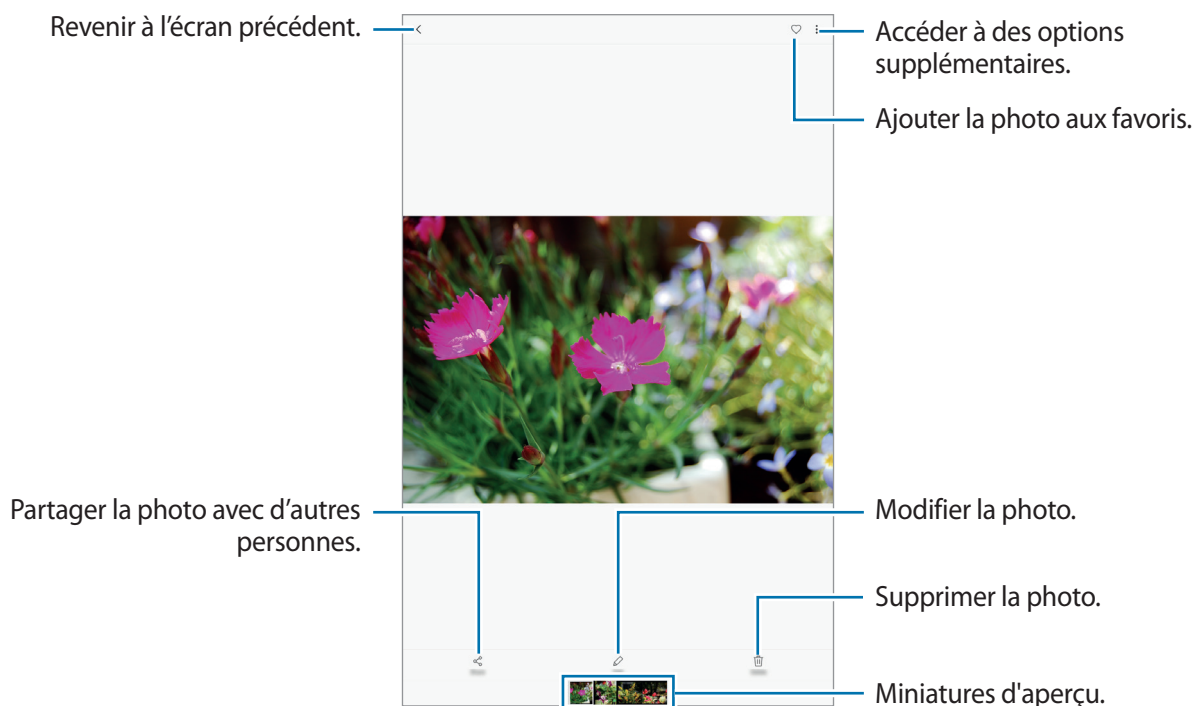 Revenir à l’écran précédent.
Accéder à des options
supplémentaires.
Ajouter la photo aux favoris.
Partager la photo avec d’autres
personnes.
Modifier la photo.
Supprimer la photo.
Miniatures d'aperçu.